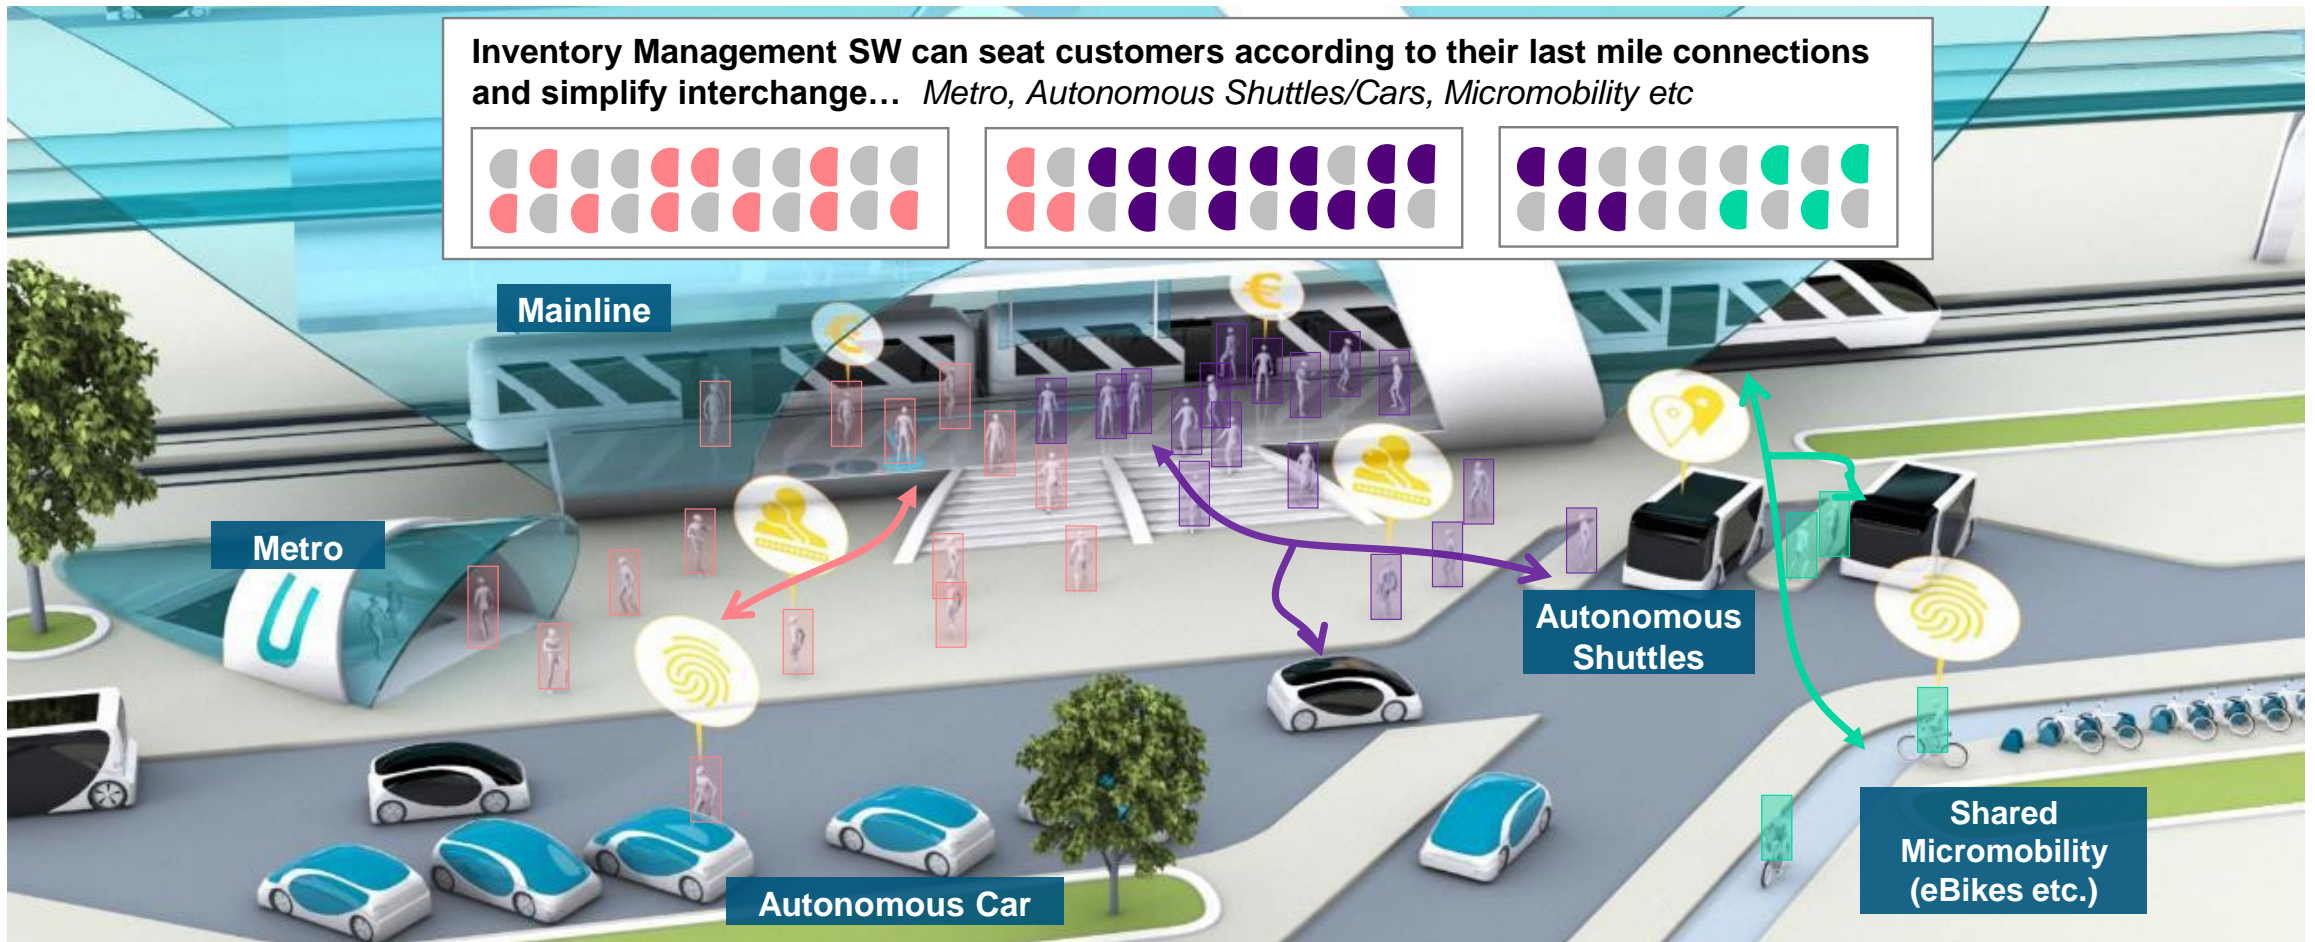 Inventory Management SW can seat customers according to their last mile connections
and simplify interchange… Metro, Autonomous Shuttles/Cars, Micromobility etc
Mainline
€
€
Metro
U
Autonomous
Shuttles
Autonomous Car
Shared
Micromobility
(eBikes etc.)